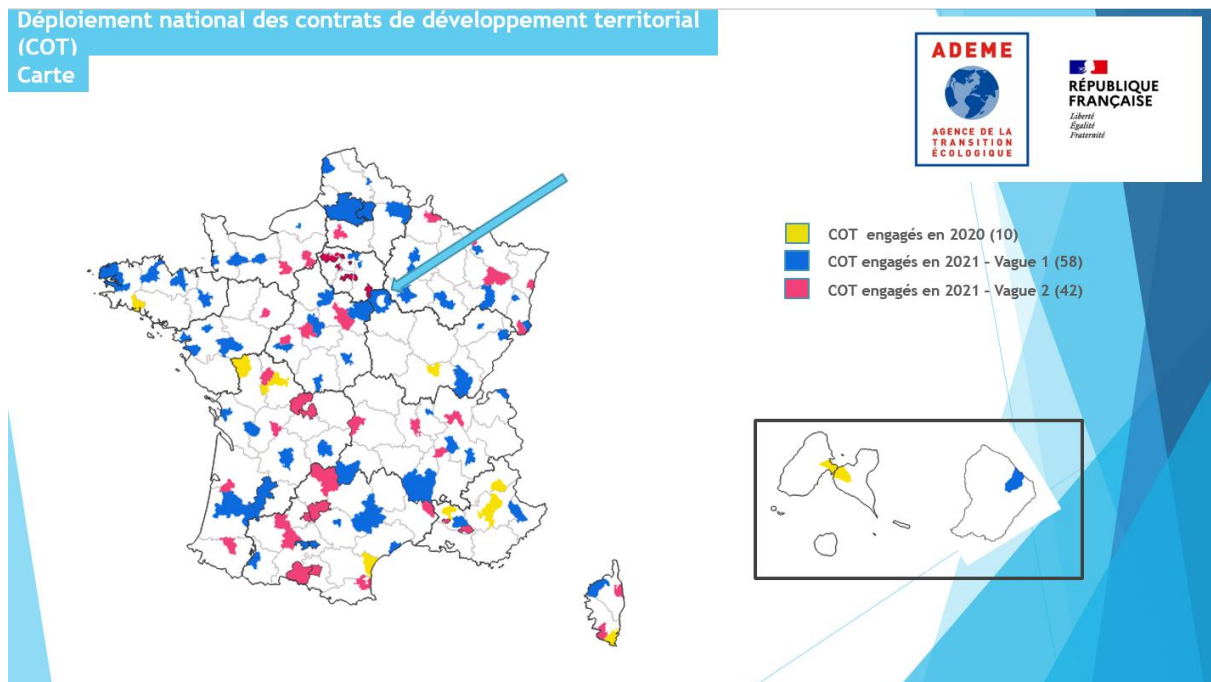 Déploiement national des contrats de développement territorial
(COT)
Carte
ADEME
AGENCE DE LA
TRANSITION
ÉCOLOGIQUE
RÉPUBLIQUE
FRANÇAISE
Liberté
Égalité
Fraternité
COT engagés en 2020 (10)
COT engagés en 2021 - Vague 1 (58)
COT engagés en 2021 - Vague 2 (42)